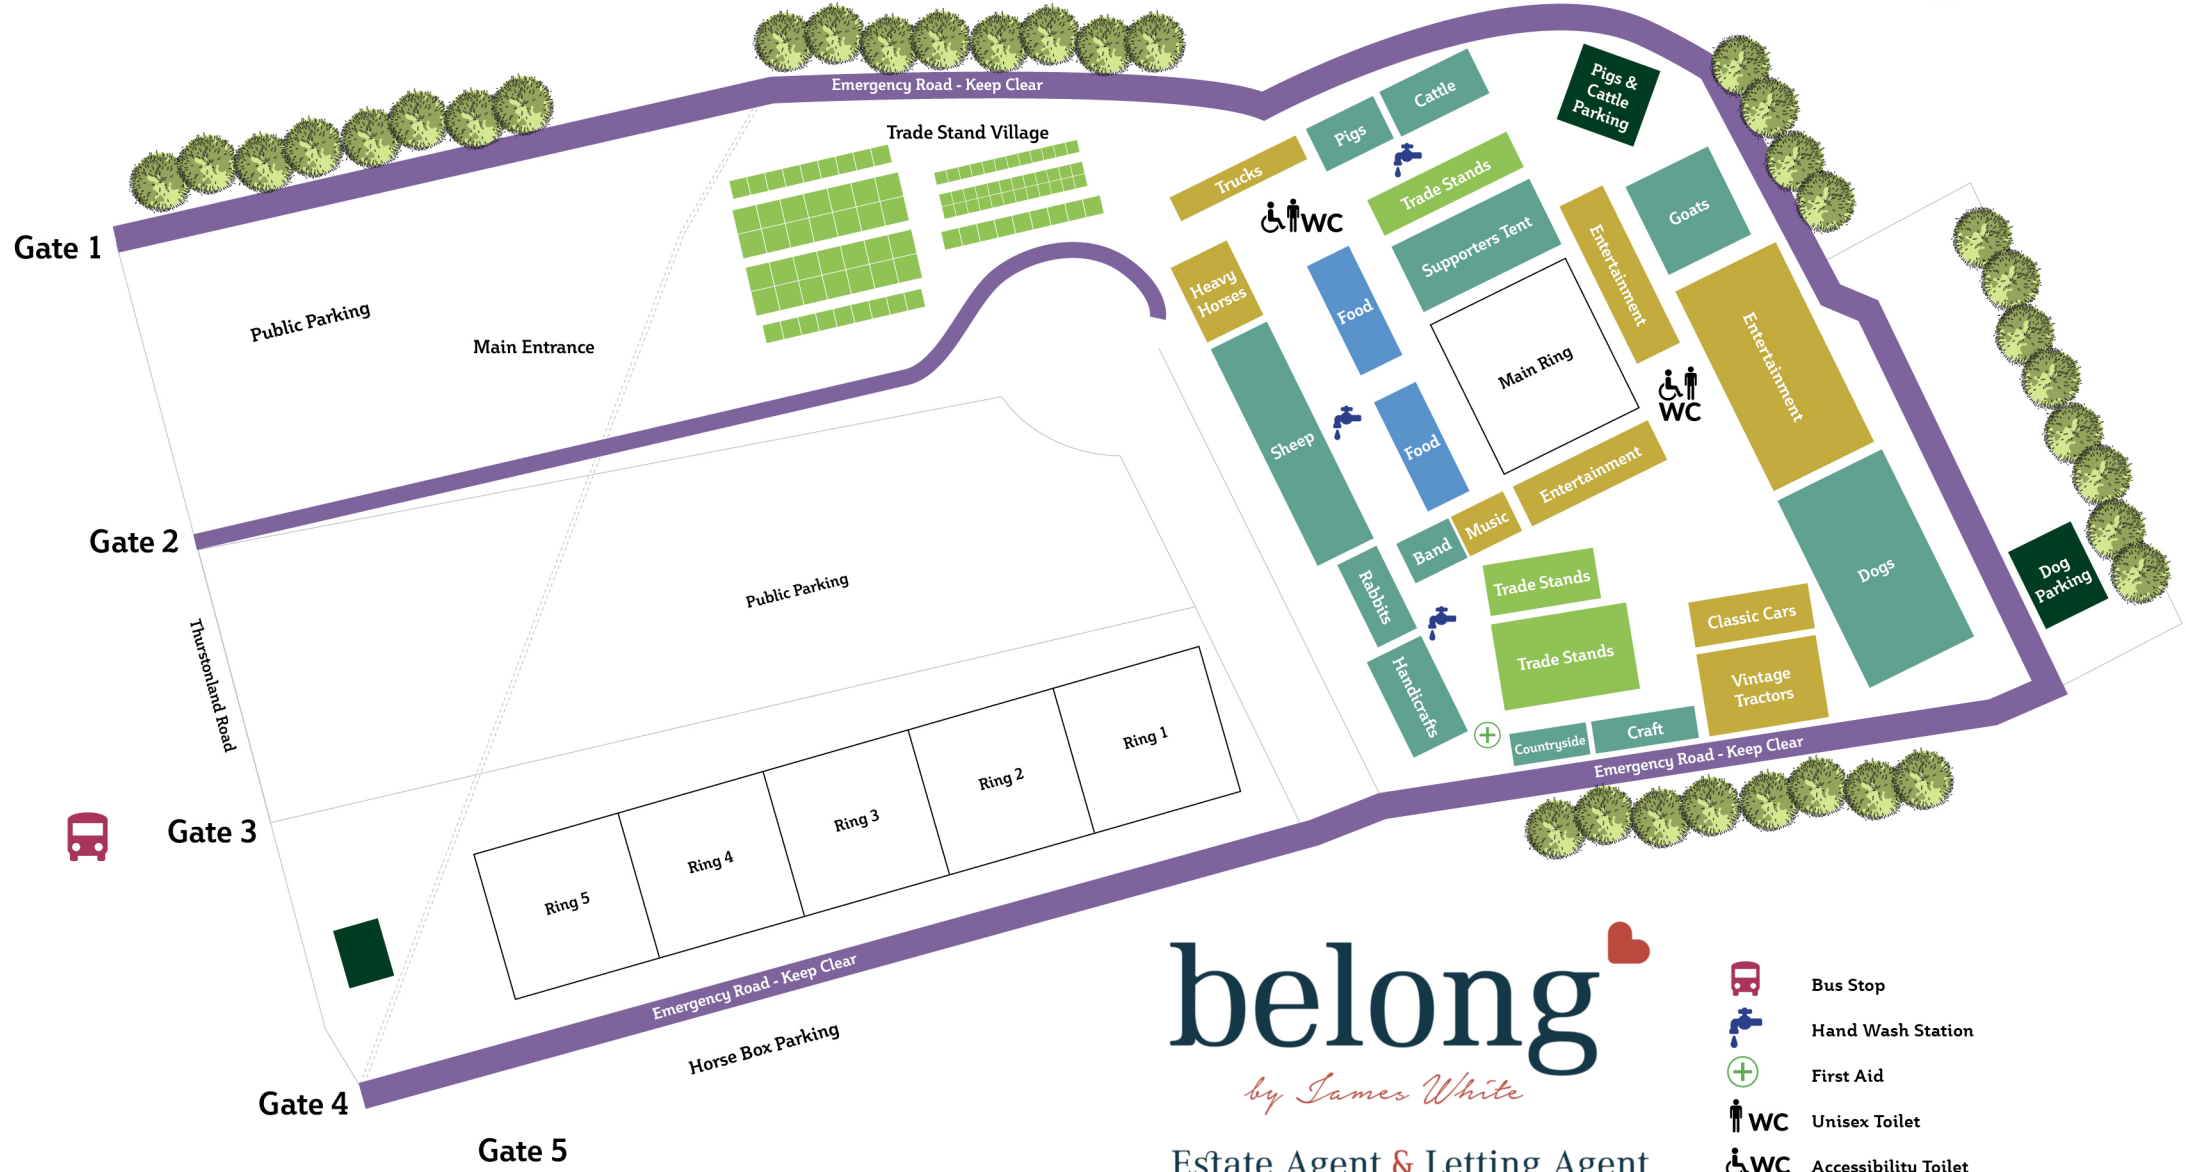 Emergency Road - Keep Clear
Trade Stand Village
Gate 1
Public Parking
Main Entrance
Gate 2
Public Parking
Thurstonland Road
Gate 3
Ring 1
Ring 2
Ring 3
Ring 4
Ring 5
Emergency Road - Keep Clear
Horse Box Parking
Gate 4
Gate 5
Pigs &
Cattle
Parking
Cattle
Pigs
Trucks
Trade Stands
WC
Supporters Tent
Entertainment
Goats
Heavy
Horses
Food
Main Ring
Entertainment
WC
Sheep
Food
Entertainment
Music
Band
Rabbits
Trade Stands
Dogs
Dog
Parking
Classic Cars
Trade Stands
Handicrafts
Vintage
Tractors
Countryside
Craft
Emergency Road - Keep Clear
belong
by James White
Estate Agent & Letting Agent
Bus Stop
Hand Wash Station
First Aid
WC Unisex Toilet
WC Accessibility Toilet